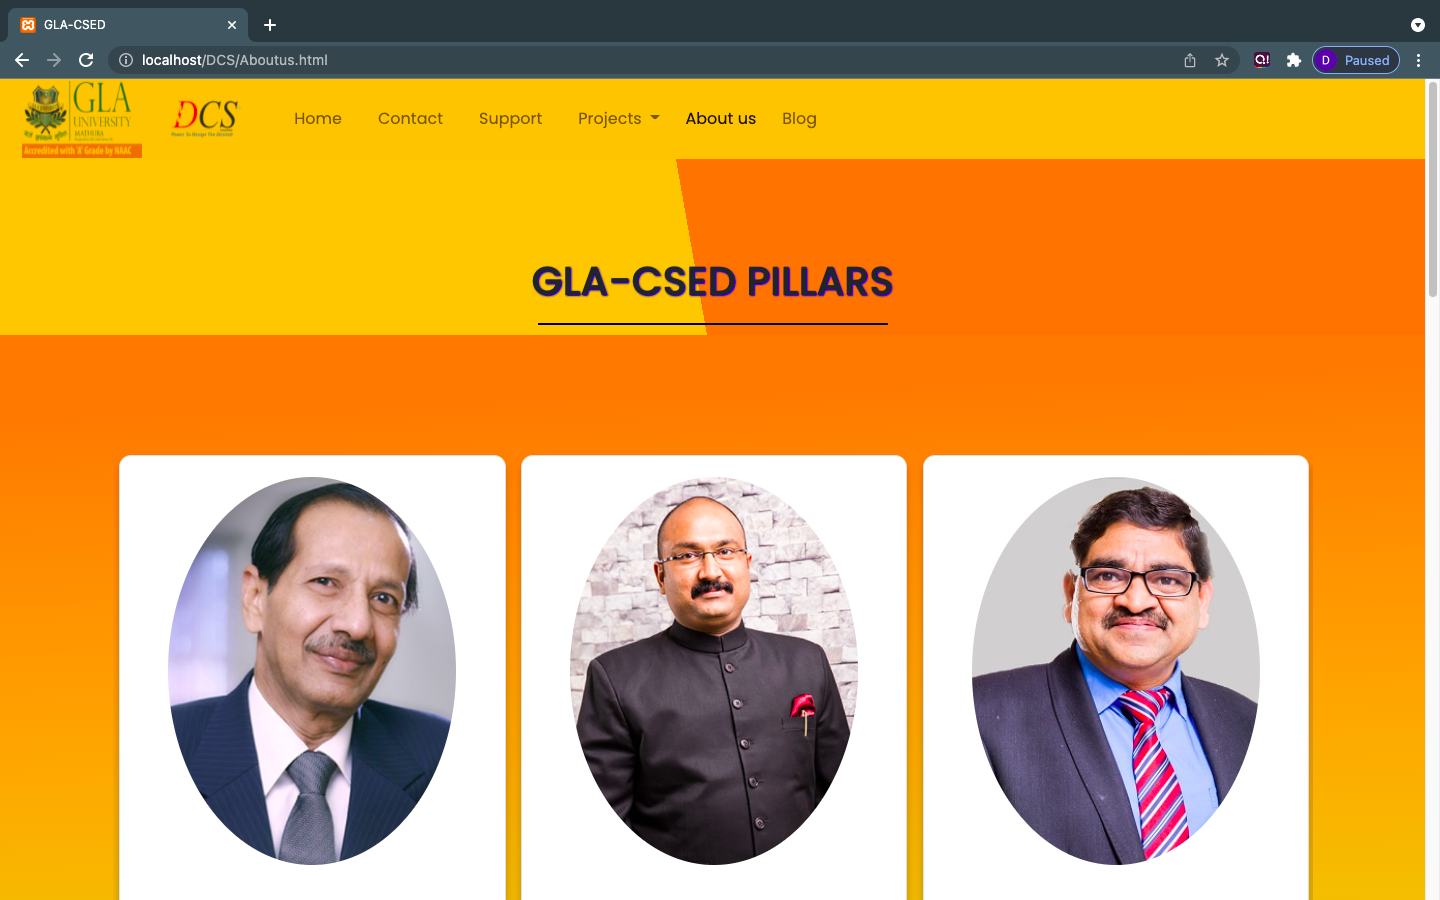 GLA-CSED
localhost/DCS/Aboutus.html
D Paused
GLA
UNIVERSITY
MATHURA
Accredited with 'A' Grade by NAAC
DCS
Home Contact Support Projects About us Blog
GLA-CSED PILLARS